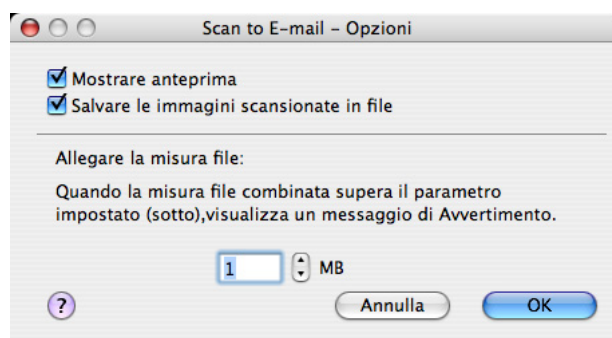 Scan to E-mail – Opzioni
Mostrare anteprima
Salvare le immagini scansionate in file
Allegare la misura file:
Quando la misura file combinata supera il parametro
impostato (sotto),visualizza un messaggio di Avvertimento.
1 MB
? Annulla OK